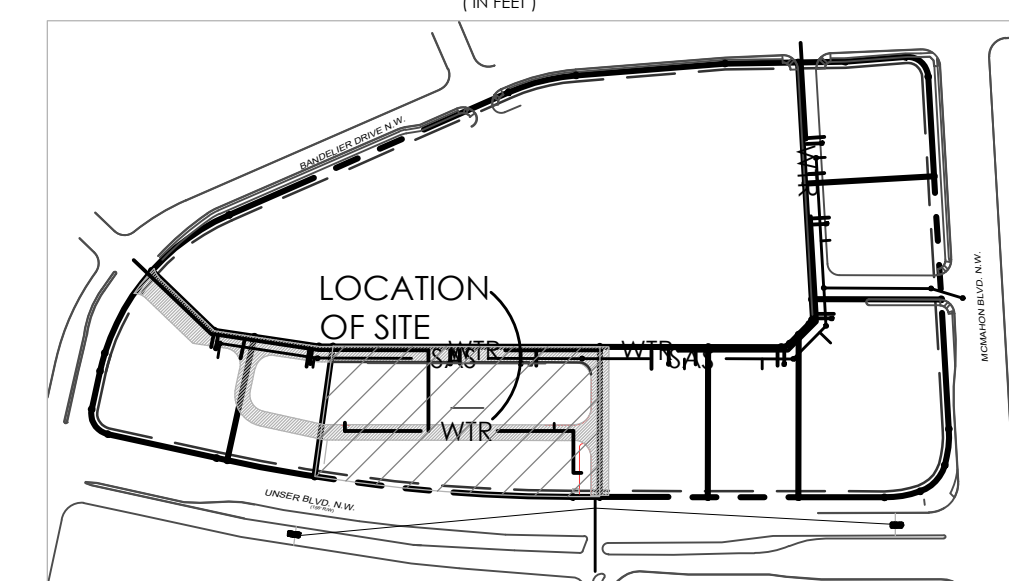 ( IN FEET )
BANDELIER DRIVE N.W.
WTR
MCMAHON BLVD. N.W.
LOCATION
OF SITE
WTR
SAS
WTR
SAS
WTR
UNSER BLVD. N.W.